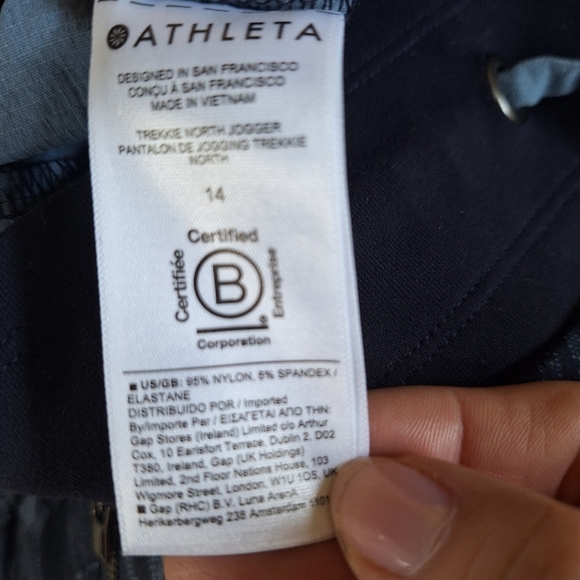 ATHLETA
DESIGNED IN SAN FRANCISCO
CONÇU À SAN FRANCISCO
MADE IN VIETNAM
TREKKIE NORTH JOGGER
PANTALON DE JOGGING TREKKIE
NORTH
14
Certified
Certifiée
B
Entreprise
Corporation
■ US/GB: 95% NYLON, 5% SPANDEX /
ELASTANE
DISTRIBUIDO POR / Imported
By/Importe Par / ΕΙΣΑΓΕΤΑΙ ΑΠΟ ΤΗΝ:
Gap Stores (Ireland) Limited c/o Arthur
Cox, 10 Earlsfort Terrace, Dublin 2, D02
T380, Ireland, Gap (UK Holdings)
Limited, 2nd Floor Nations House, 103
Wigmore Street, London, W1U 1QS, UK
■ Gap (RHC) B.V. Luna ArenA
Herikerbergweg 238 Amsterdam 1101